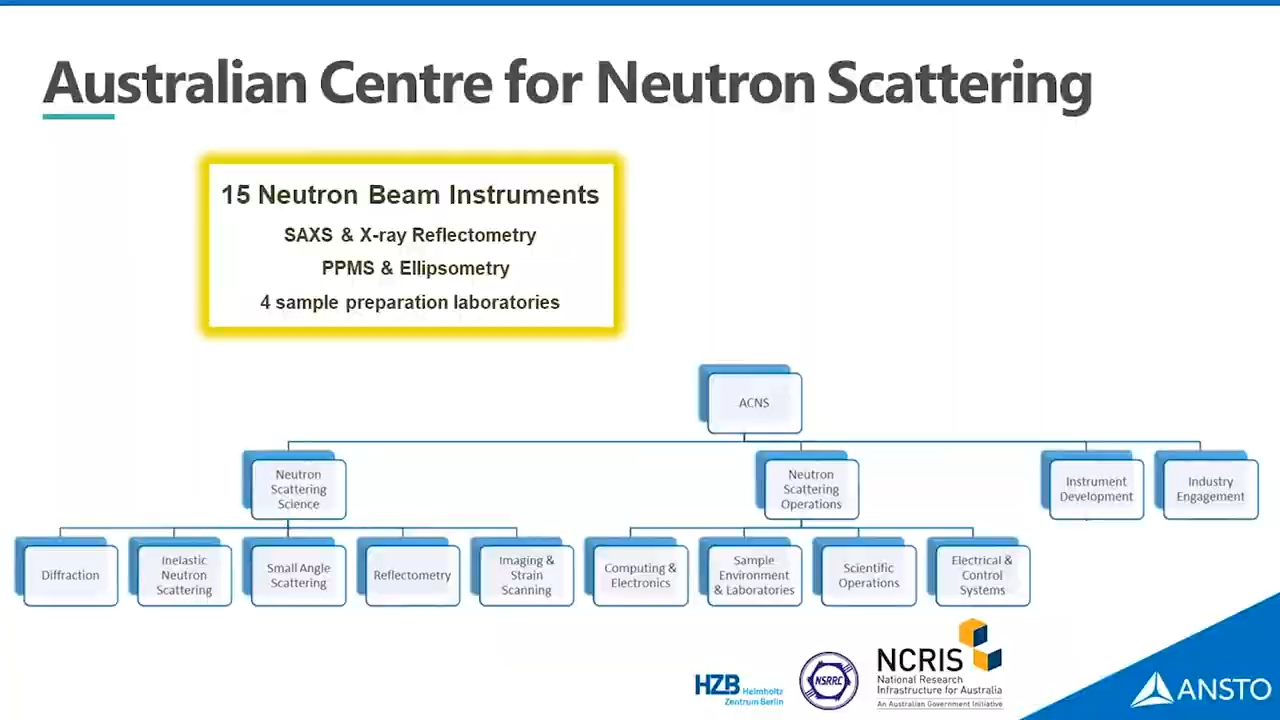 Australian Centre for Neutron Scattering
15 Neutron Beam Instruments
SAXS & X-ray Reflectometry
PPMS & Ellipsometry
4 sample preparation laboratories
ACNS
Neutron
Scattering
Science
Neutron
Scattering
Operations
Instrument
Development
Industry
Engagement
Diffraction
Inelastic
Neutron
Scattering
Small Angle
Scattering
Reflectometry
Imaging &
Strain
Scanning
Computing &
Electronics
Sample
Environment
& Laboratories
Scientific
Operations
Electrical &
Control
Systems
HZB Helmholtz
Zentrum Berlin
NSRRC
NCRIS
National Research
Infrastructure for Australia
An Australian Government Initiative
ANSTO